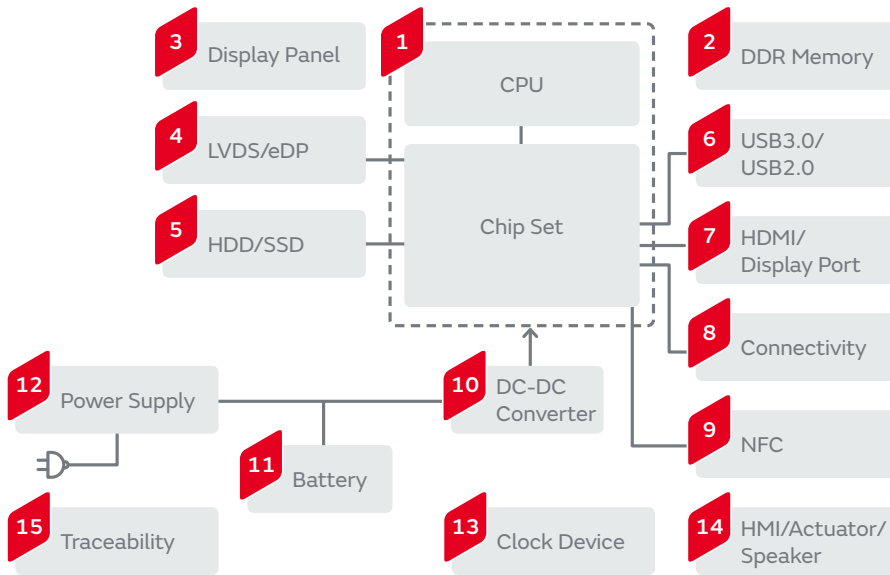 3
Display Panel
1
CPU
2
DDR Memory
4
LVDS/eDP
6
USB3.0/
USB2.0
5
HDD/SSD
Chip Set
7
HDMI/
Display Port
8
Connectivity
12
Power Supply
10
DC-DC
Converter
9
NFC
11
Battery
15
Traceability
13
Clock Device
14
HMI/Actuator/
Speaker